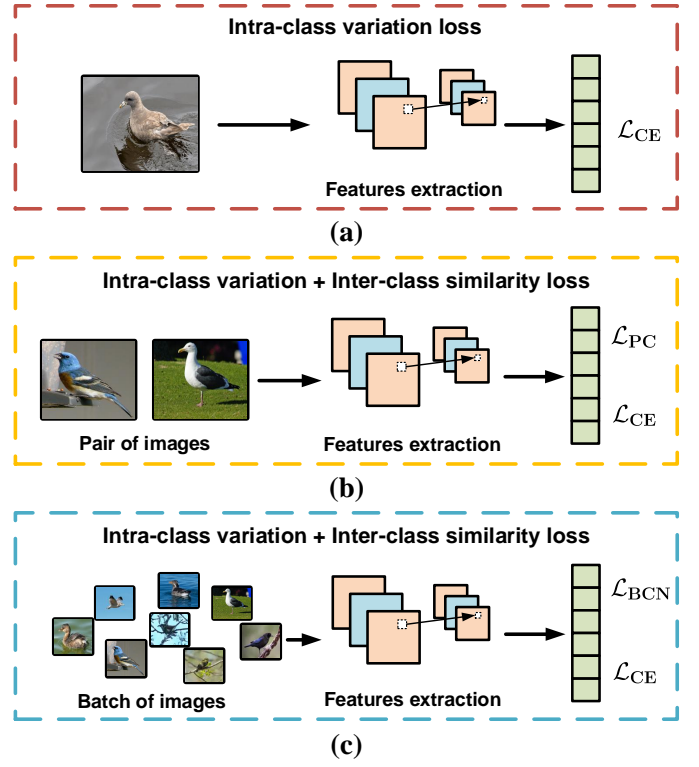 Intra-class variation loss
ℒCE
Features extraction
(a)
Intra-class variation + Inter-class similarity loss
ℒPC
ℒCE
Pair of images
Features extraction
(b)
Intra-class variation + Inter-class similarity loss
ℒBCN
ℒCE
Batch of images
Features extraction
(c)